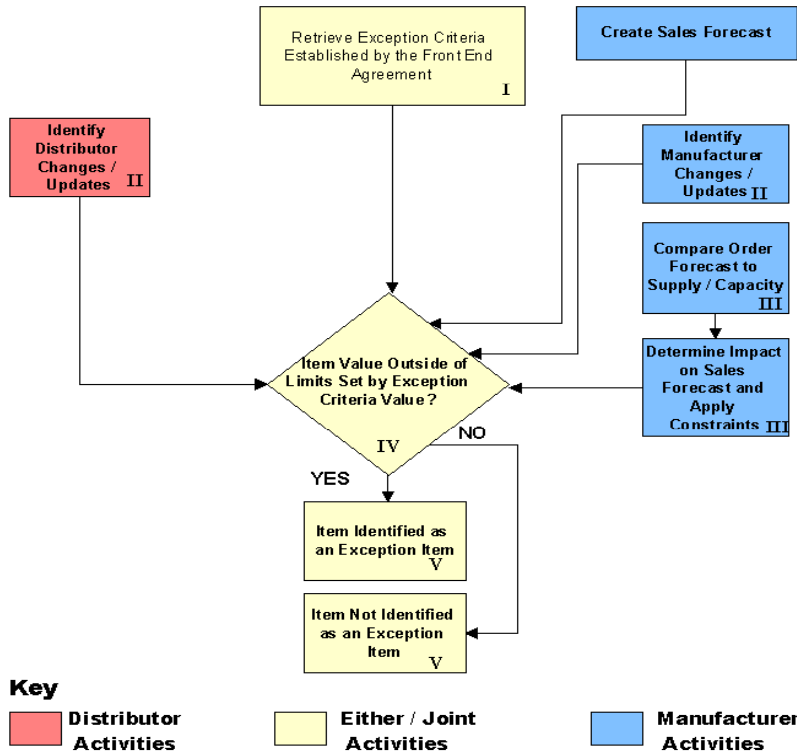 Retrieve Exception Criteria
Established by the Front End
Agreement
I
Create Sales Forecast
Identify
Distributor
Changes /
Updates II
Identify
Manufacturer
Changes /
Updates II
Compare Order
Forecast to
Supply / Capacity
III
Determine Impact
on Sales
Forecast and
Apply
Constraints III
Item Value Outside of
Limits Set by Exception
Criteria Value?
IV
NO
YES
Item Identified as
an Exception Item
V
Item Not Identified
as an Exception
Item
V
Key
Distributor
Activities
Either / Joint
Activities
Manufacturer
Activities